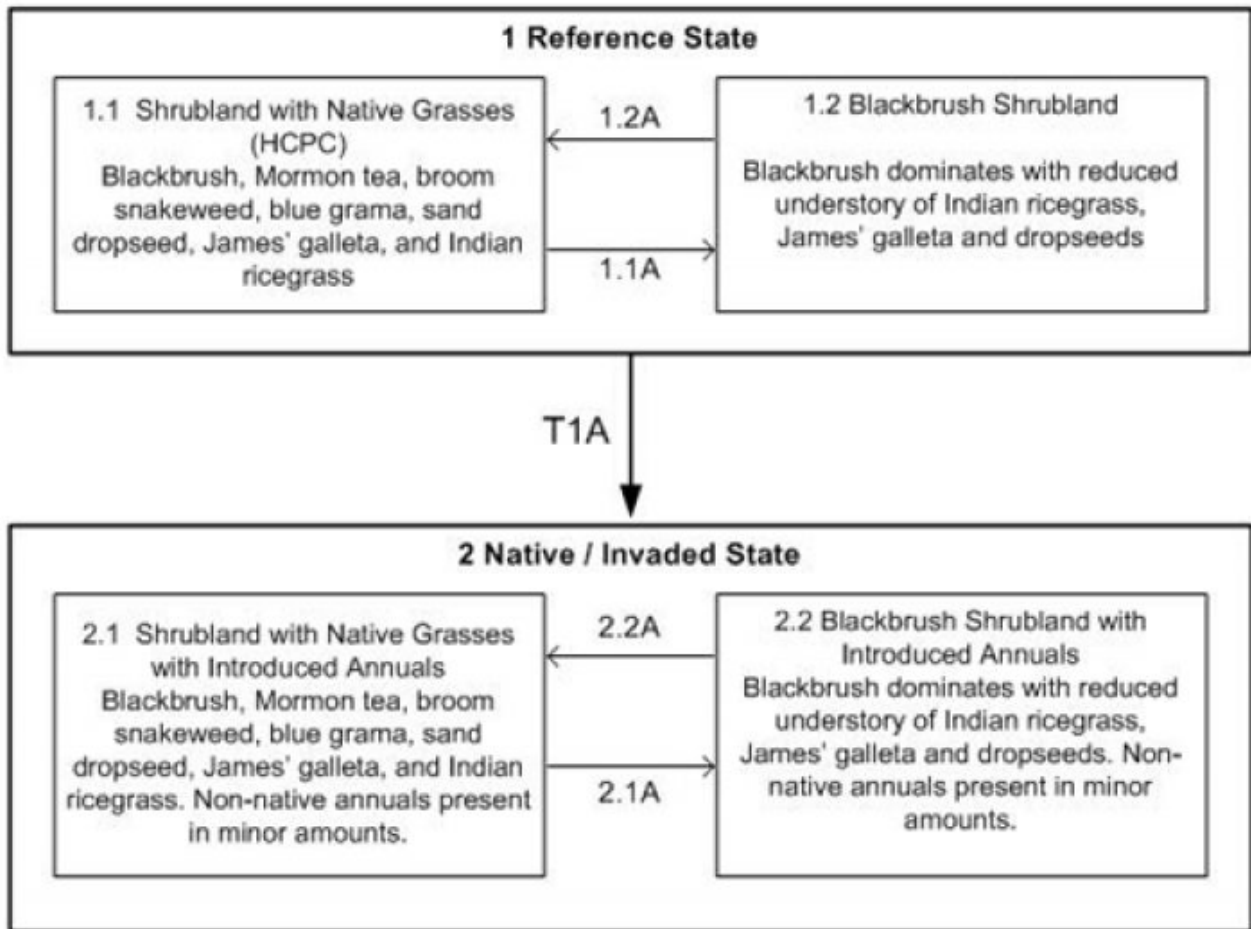 1 Reference State
1.1 Shrubland with Native Grasses
(HCPC)
Blackbrush, Mormon tea, broom
snakeweed, blue grama, sand
dropseed, James' galleta, and Indian
ricegrass
1.2A
1.1A
1.2 Blackbrush Shrubland
Blackbrush dominates with reduced
understory of Indian ricegrass,
James' galleta and dropseeds
T1A
2 Native / Invaded State
2.1 Shrubland with Native Grasses
with Introduced Annuals
Blackbrush, Mormon tea, broom
snakeweed, blue grama, sand
dropseed, James' galleta, and Indian
ricegrass. Non-native annuals present
in minor amounts.
2.2A
2.1A
2.2 Blackbrush Shrubland with
Introduced Annuals
Blackbrush dominates with reduced
understory of Indian ricegrass,
James' galleta and dropseeds. Non-
native annuals present in minor
amounts.